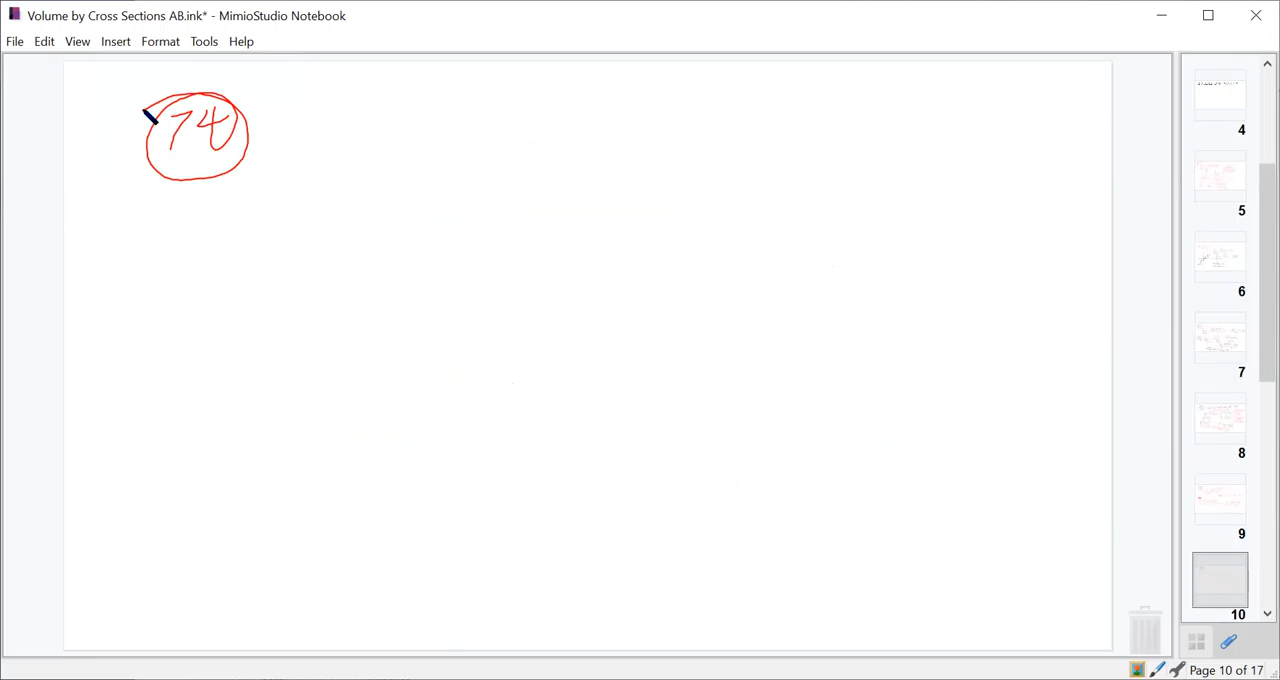 Volume by Cross Sections AB.ink* - MimioStudio Notebook
File Edit View Insert Format Tools Help
74
4
5
6
7
8
9
10
Page 10 of 17